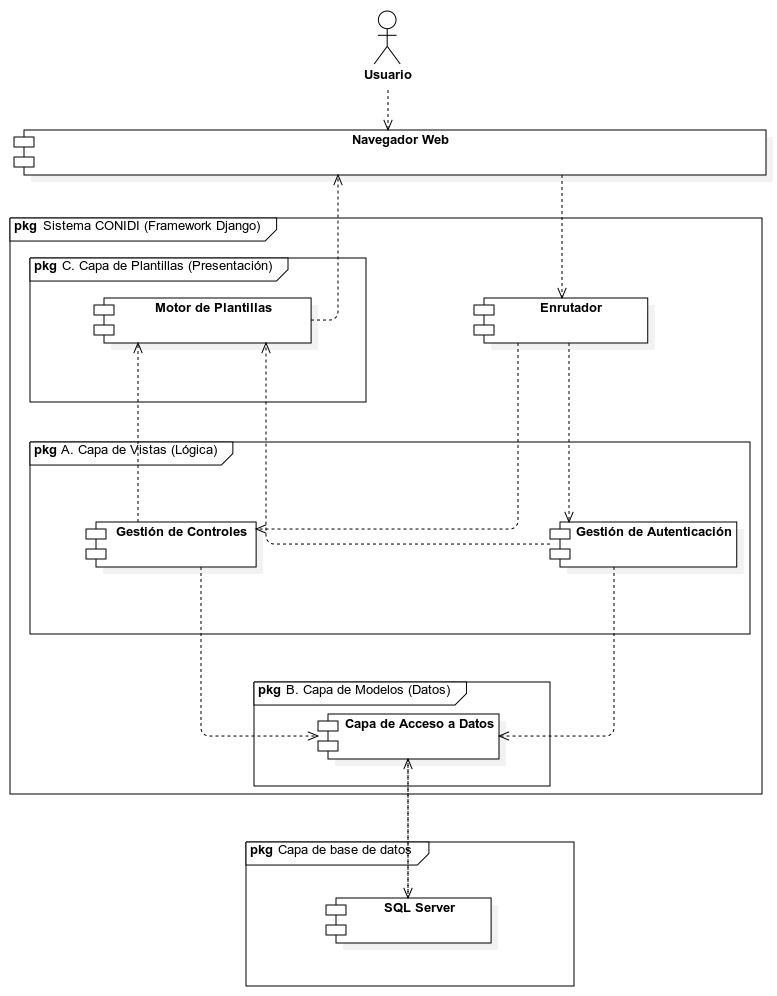 Usuario
Navegador Web
pkg Sistema CONIDI (Framework Django)
pkg C. Capa de Plantillas (Presentación)
Motor de Plantillas
Enrutador
pkg A. Capa de Vistas (Lógica)
Gestión de Controles
Gestión de Autenticación
pkg B. Capa de Modelos (Datos)
Capa de Acceso a Datos
pkg Capa de base de datos
SQL Server